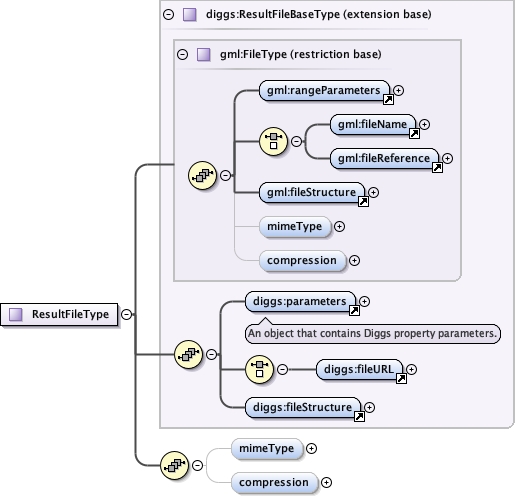 diggs:ResultFileBaseType (extension base)
gml:FileType (restriction base)
gml:rangeParameters
gml:fileName
gml:fileReference
gml:fileStructure
mimeType
compression
ResultFileType
diggs:parameters
An object that contains Diggs property parameters.
diggs:fileURL
diggs:fileStructure
mimeType
compression